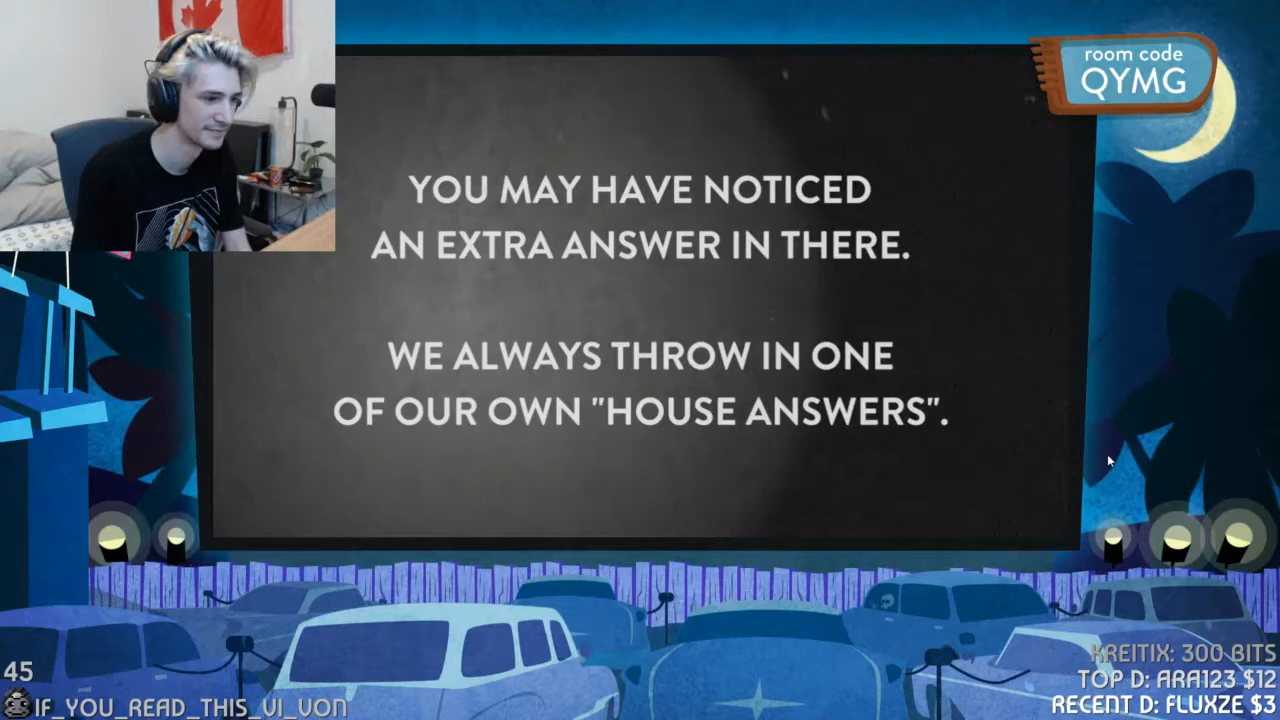 room code
QYMG
YOU MAY HAVE NOTICED
AN EXTRA ANSWER IN THERE.
WE ALWAYS THROW IN ONE
OF OUR OWN "HOUSE ANSWERS".
45
IF_YOU_READ_THIS_VI_VON
KREITIX: 300 BITS
TOP D: ARA123 $12
RECENT D: FLUXZE $3